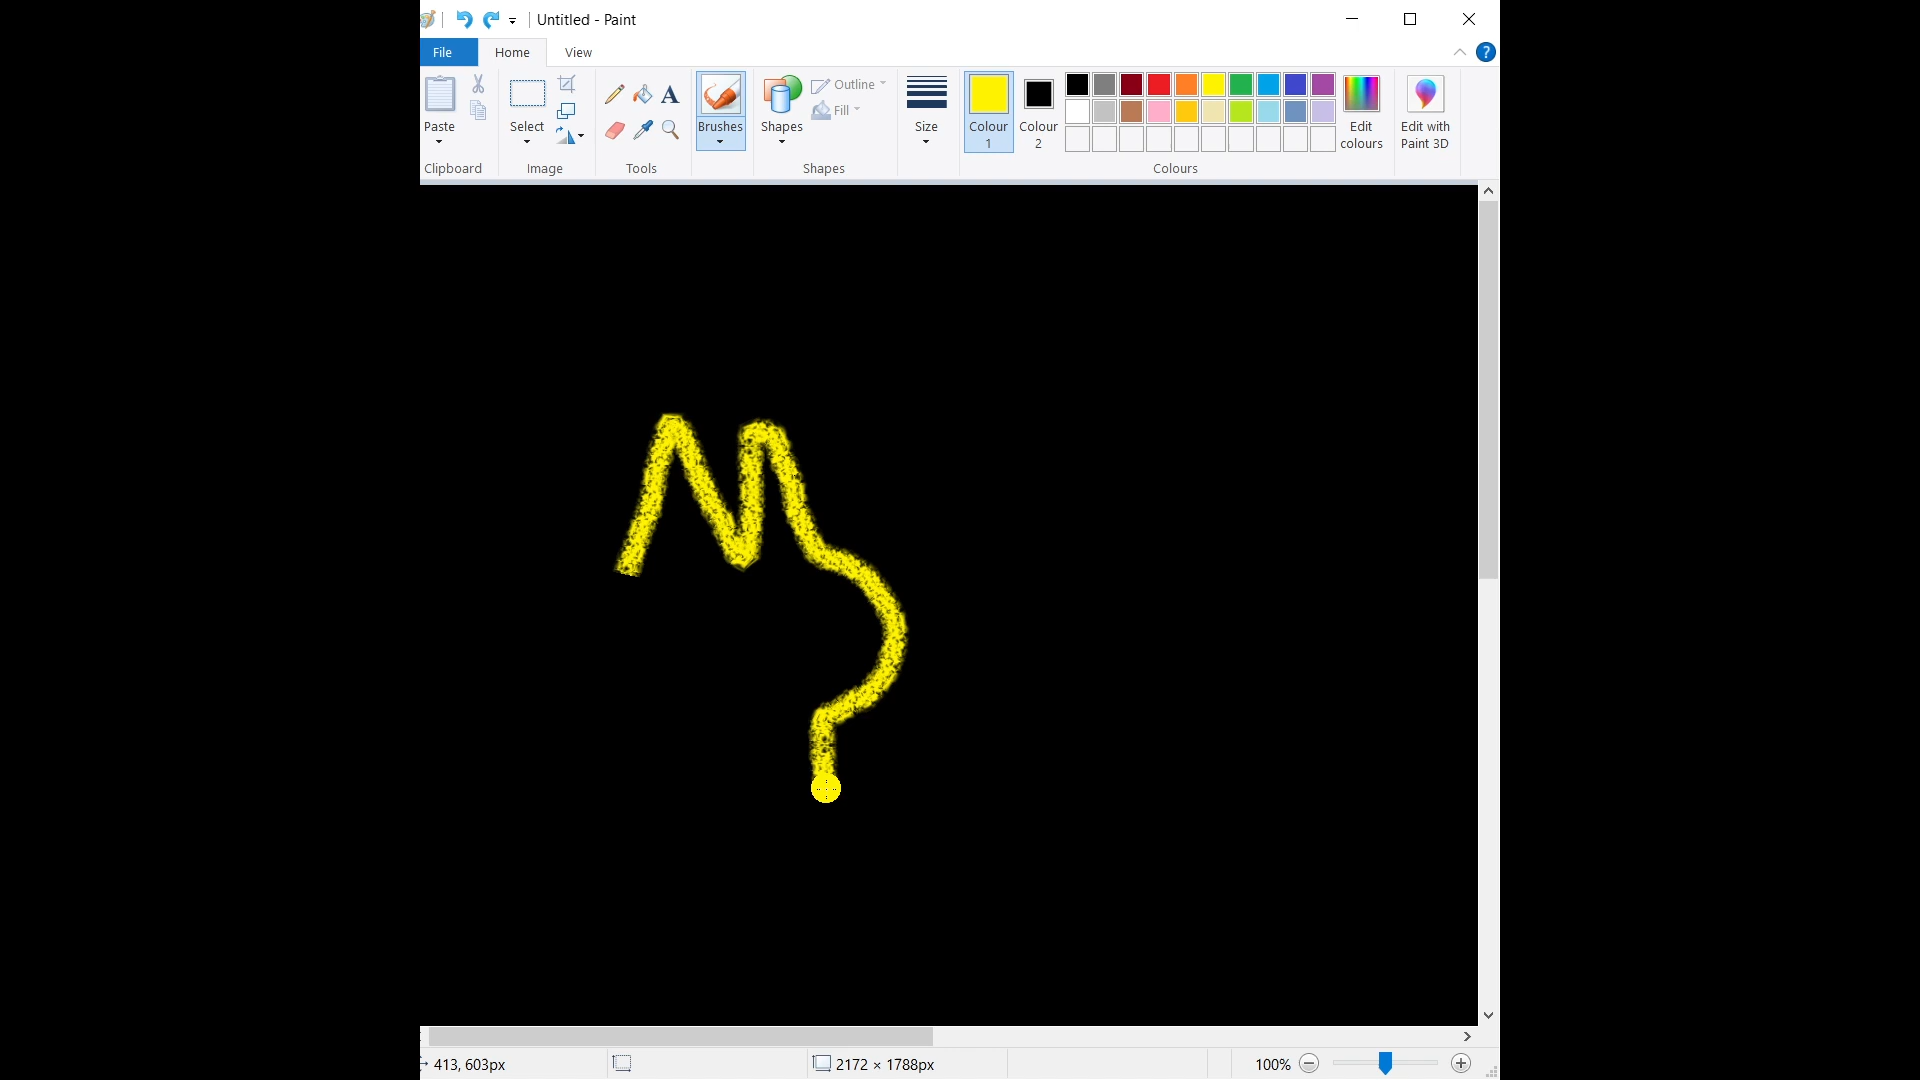 Untitled - Paint
File Home View
Paste Select Brushes Shapes Outline Fill Size Colour 1 Colour 2 Edit colours Edit with Paint 3D
Clipboard Image Tools Shapes Colours
413, 603px 2172 × 1788px 100%